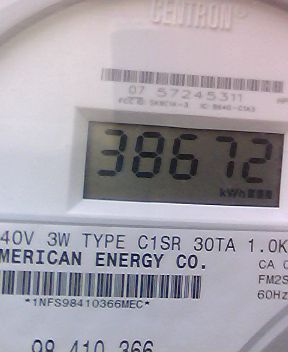 CENTRON®
07 57245311
38672
kWh
40V 3W TYPE C1SR 30TA 1.0K
MERICAN ENERGY CO.
CA
FM2S
60Hz
*1NFS98410366MEC*
98 410 366